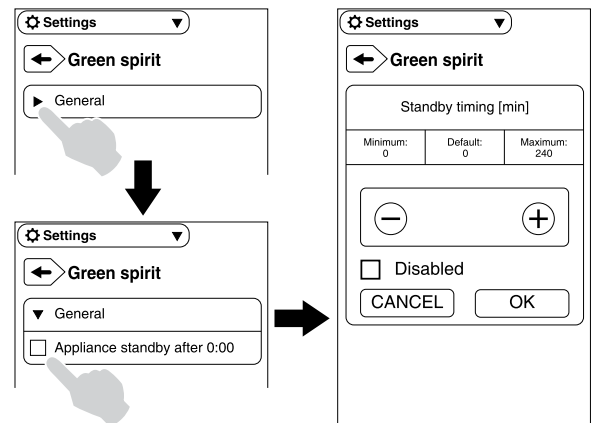 Settings
Green spirit
General
Settings
Green spirit
General
Appliance standby after 0:00
Settings
Green spirit
Standby timing [min]
Minimum:
0
Default:
0
Maximum:
240
Disabled
CANCEL
OK